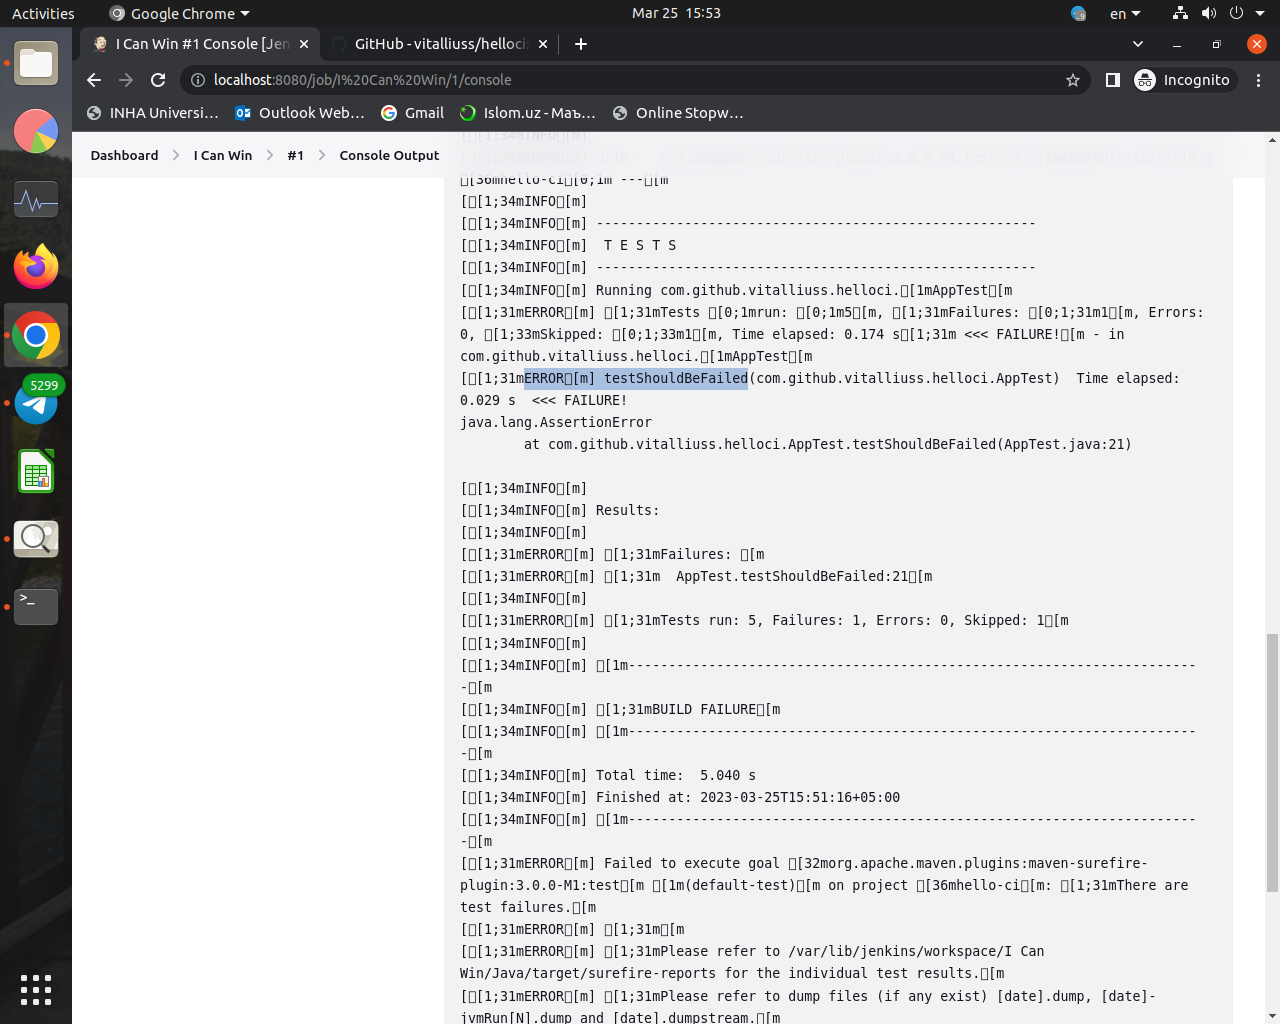 Activities
Google Chrome
Mar 25 15:53
en
I Can Win #1 Console [Jen
GitHub - vitalliuss/helloci:
localhost:8080/job/I%20Can%20Win/1/console
Incognito
INHA Universi...
Outlook Web...
Gmail
Islom.uz - Маъ...
Online Stopw...
Dashboard
I Can Win
#1
Console Output
5299
>_
[36mhello-ci[0;1m ---[m
[[1;34mINFO[m]
[[1;34mINFO[m] -------------------------------------------------------
[[1;34mINFO[m]  T E S T S
[[1;34mINFO[m] -------------------------------------------------------
[[1;34mINFO[m] Running com.github.vitalliuss.helloci.[1mAppTest[m
[[1;31mERROR[m] [1;31mTests [0;1mrun: [0;1m5[m, [1;31mFailures: [0;1;31m1[m, Errors:
0, [1;33mSkipped: [0;1;33m1[m, Time elapsed: 0.174 s[1;31m <<< FAILURE![m - in
com.github.vitalliuss.helloci.[1mAppTest[m
[[1;31mERROR[m] testShouldBeFailed(com.github.vitalliuss.helloci.AppTest)  Time elapsed:
0.029 s  <<< FAILURE!
java.lang.AssertionError
at com.github.vitalliuss.helloci.AppTest.testShouldBeFailed(AppTest.java:21)
[[1;34mINFO[m]
[[1;34mINFO[m] Results:
[[1;34mINFO[m]
[[1;31mERROR[m] [1;31mFailures: [m
[[1;31mERROR[m] [1;31m  AppTest.testShouldBeFailed:21[m
[[1;34mINFO[m]
[[1;31mERROR[m] [1;31mTests run: 5, Failures: 1, Errors: 0, Skipped: 1[m
[[1;34mINFO[m]
[[1;34mINFO[m] [1m-----------------------------------------------------------------------
-[m
[[1;34mINFO[m] [1;31mBUILD FAILURE[m
[[1;34mINFO[m] [1m-----------------------------------------------------------------------
-[m
[[1;34mINFO[m] Total time:  5.040 s
[[1;34mINFO[m] Finished at: 2023-03-25T15:51:16+05:00
[[1;34mINFO[m] [1m-----------------------------------------------------------------------
-[m
[[1;31mERROR[m] Failed to execute goal [32morg.apache.maven.plugins:maven-surefire-
plugin:3.0.0-M1:test[m [1m(default-test)[m on project [36mhello-ci[m: [1;31mThere are
test failures.[m
[[1;31mERROR[m] [1;31m[m
[[1;31mERROR[m] [1;31mPlease refer to /var/lib/jenkins/workspace/I Can
Win/Java/target/surefire-reports for the individual test results.[m
[[1;31mERROR[m] [1;31mPlease refer to dump files (if any exist) [date].dump, [date]-
jvmRun[N].dump and [date].dumpstream.[m